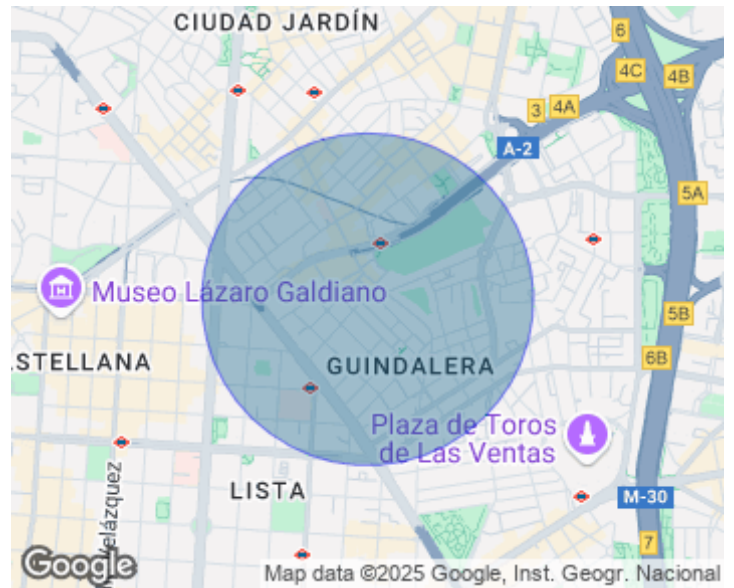 CIUDAD JARDÍN
6
4C
4B
3
4A
A-2
5A
Museo Lázaro Galdiano
5B
ASTELLANA
GUINDALERA
6B
Plaza de Toros
de Las Ventas
LISTA
Velázquez
M-30
7
Google
Map data ©2025 Google, Inst. Geogr. Nacional